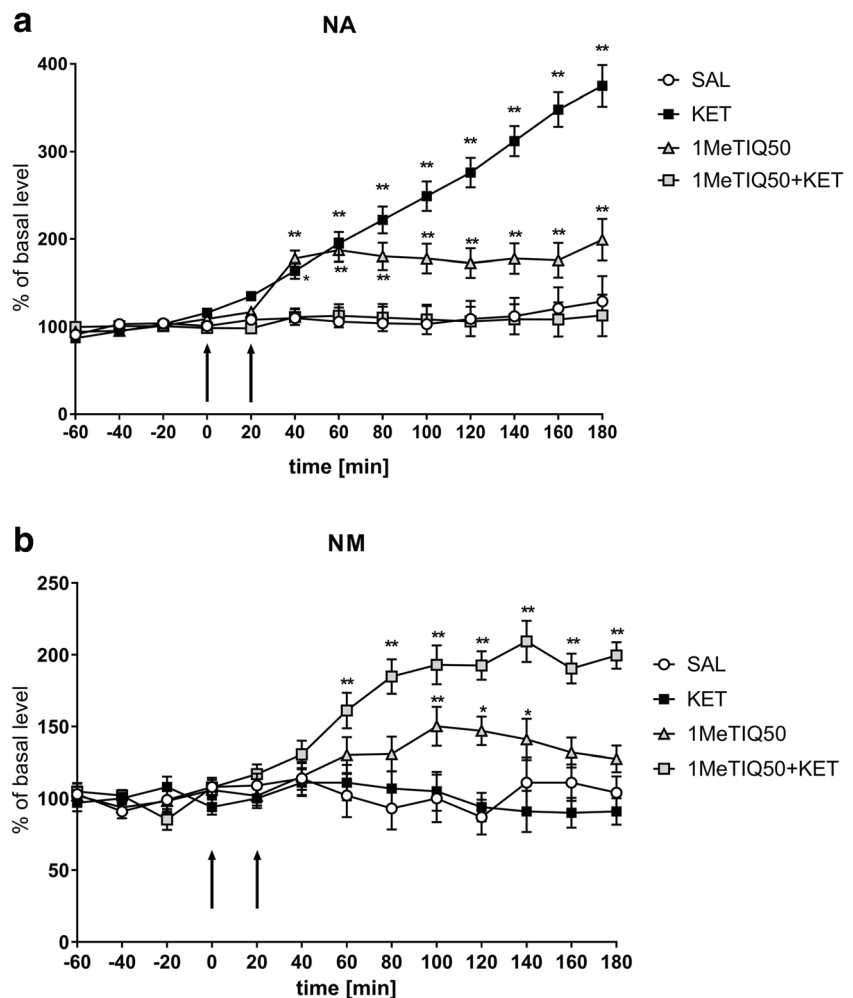 a
NA
400
300
200
100
0
% of basal level
-60 -40 -20 0 20 40 60 80 100 120 140 160 180
time [min]
** ** ** ** ** ** ** ** **
* ** ** ** ** ** ** **
SAL
KET
1MeTIQ50
1MeTIQ50+KET
b
NM
250
200
150
100
50
0
% of basal level
-60 -40 -20 0 20 40 60 80 100 120 140 160 180
time [min]
** ** ** ** ** ** **
** * *
SAL
KET
1MeTIQ50
1MeTIQ50+KET